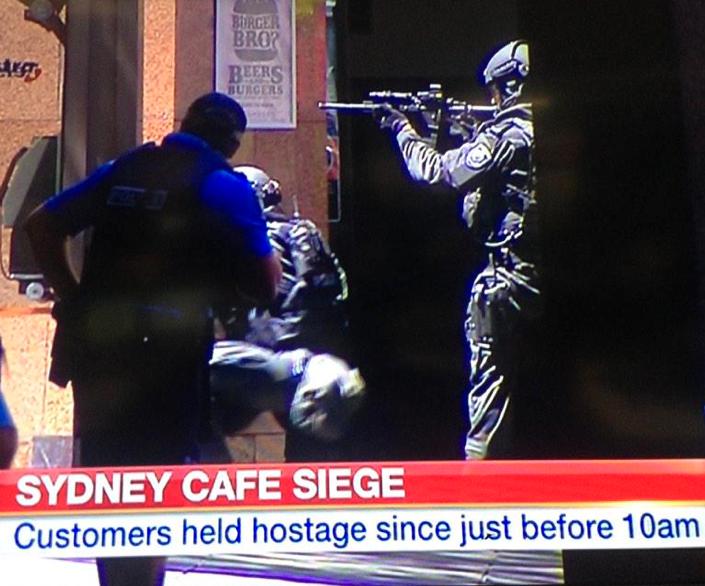 BURGER
BRO?
BEERS
BURGERS
SYDNEY CAFE SIEGE
Customers held hostage since just before 10am